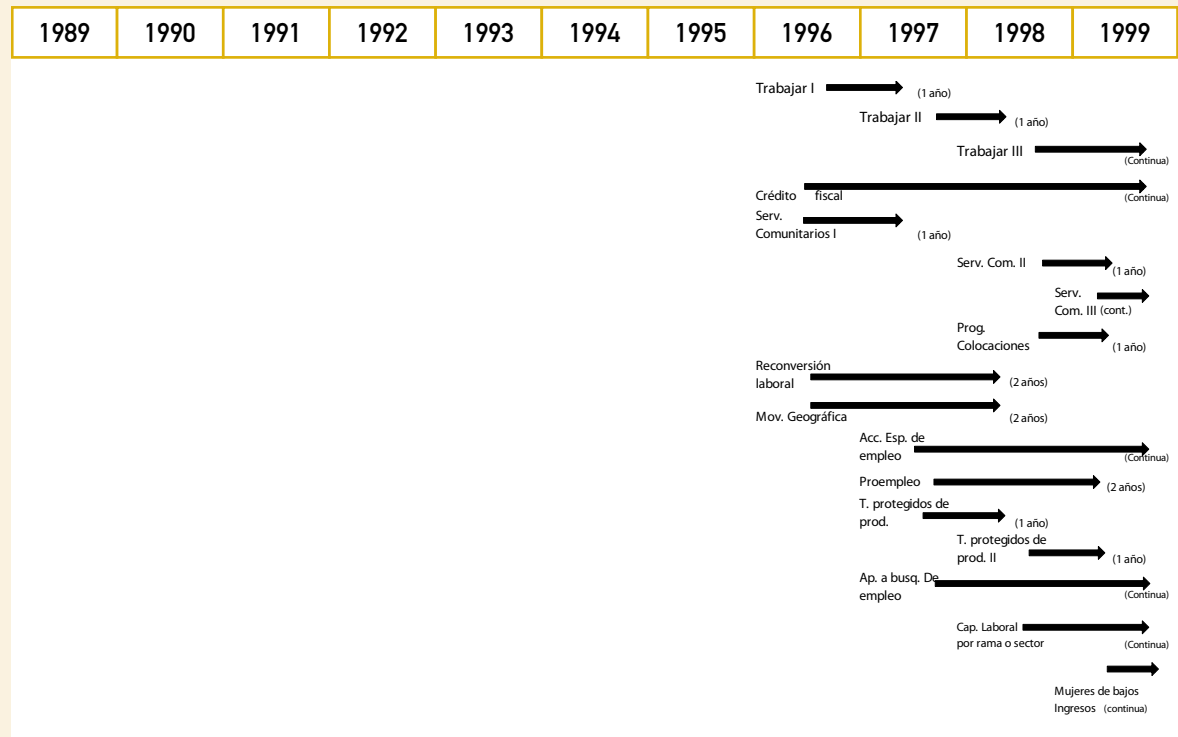 1989 1990 1991 1992 1993 1994 1995 1996 1997 1998 1999
Trabajar I (1 año)
Trabajar II (1 año)
Trabajar III
(Continua)
Crédito fiscal (Continua)
Serv.
Comunitarios I (1 año)
Serv. Com. II
(1 año)
Serv.
Com. III (cont.)
Prog.
Colocaciones (1 año)
Reconversión
laboral (2 años)
Mov. Geográfica (2 años)
Acc. Esp. de
empleo (Continua)
Proempleo (2 años)
T. protegidos de
prod. (1 año)
T. protegidos de
prod. II (1 año)
Ap. a busq. De
empleo (Continua)
Cap. Laboral
por rama o sector (Continua)
Mujeres de bajos
Ingresos (continua)